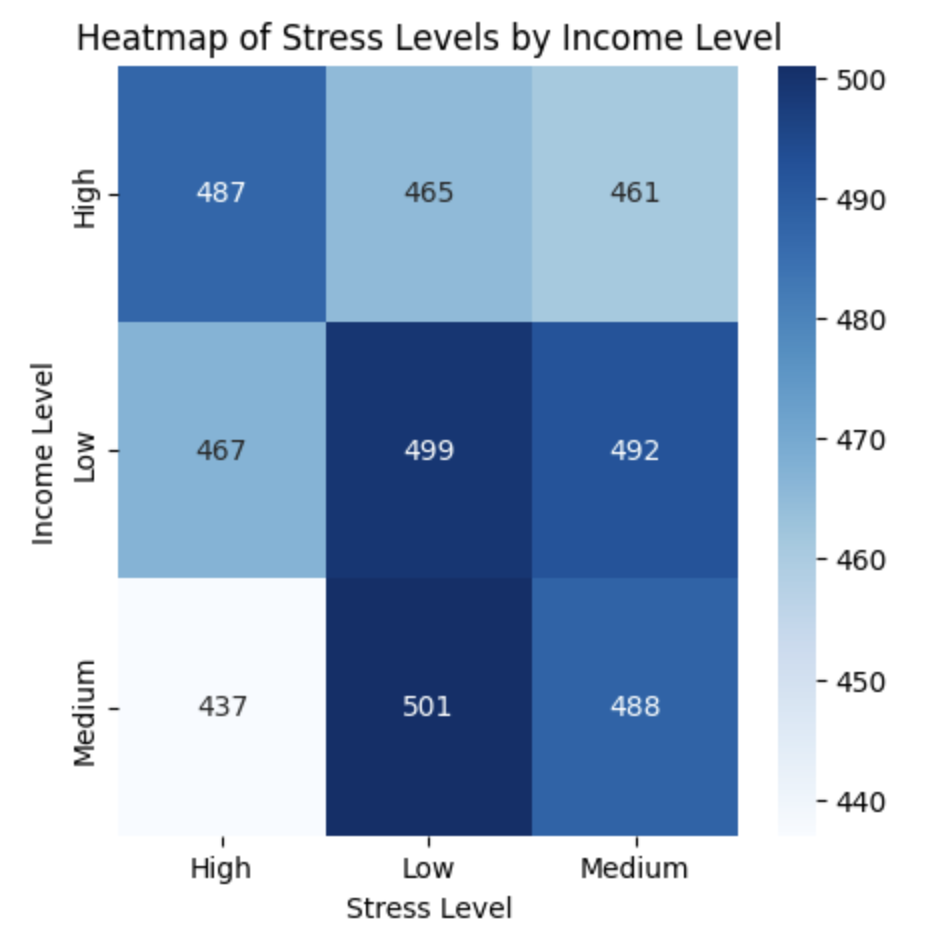 Heatmap of Stress Levels by Income Level
High
487
465
461
Low
467
499
492
Medium
437
501
488
Income Level
High
Low
Medium
Stress Level
500
490
480
470
460
450
440